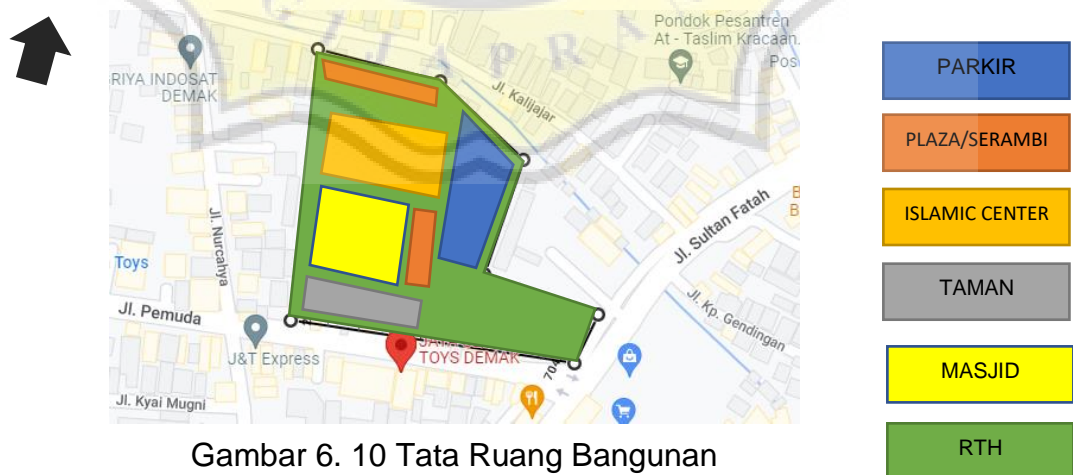 Pondok Pesantren
At - Taslim Kracaan.
Pos
RIYA INDOSAT
DEMAK
Jl. Kalijajar
Jl. Nurcahya
Toys
Jl. Sultan Fatah
B
B
Jl. Pemuda
Jl. Kp. Gendingan
J&T Express
TOYS DEMAK
704
Jl. Kyai Mugni
PARKIR
PLAZA/SERAMBI
ISLAMIC CENTER
TAMAN
MASJID
RTH
Gambar 6. 10 Tata Ruang Bangunan